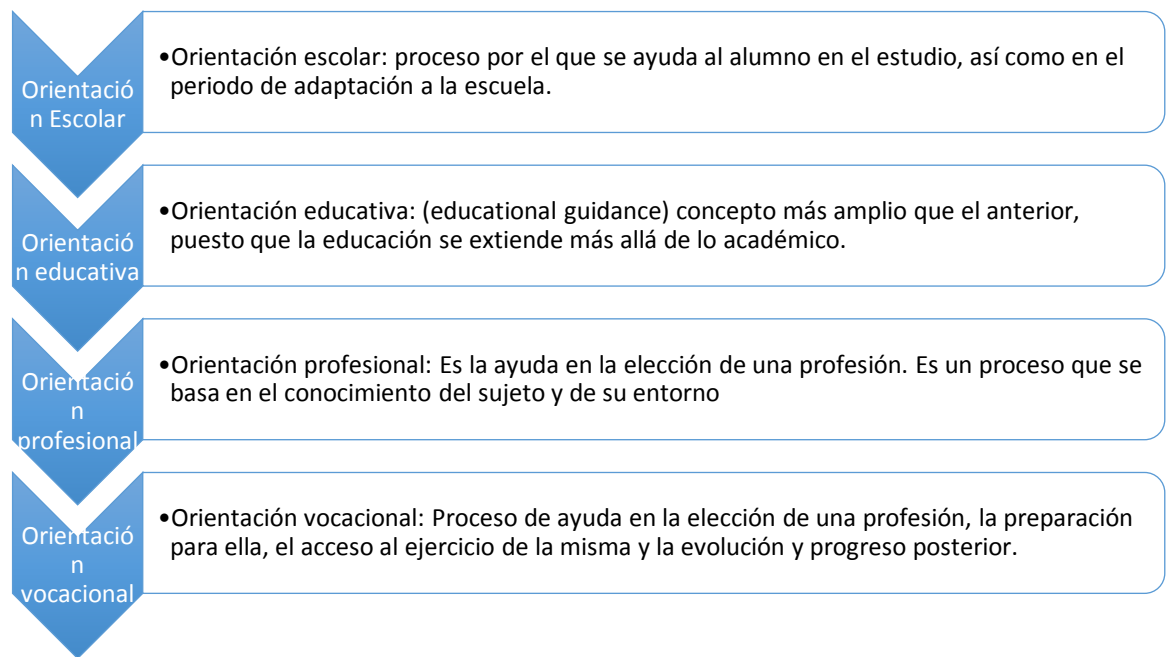 Orientació
n Escolar
•Orientación escolar: proceso por el que se ayuda al alumno en el estudio, así como en el
periodo de adaptación a la escuela.
Orientació
n educativa
•Orientación educativa: (educational guidance) concepto más amplio que el anterior,
puesto que la educación se extiende más allá de lo académico.
Orientació
n
profesional
•Orientación profesional: Es la ayuda en la elección de una profesión. Es un proceso que se
basa en el conocimiento del sujeto y de su entorno
Orientació
n
vocacional
•Orientación vocacional: Proceso de ayuda en la elección de una profesión, la preparación
para ella, el acceso al ejercicio de la misma y la evolución y progreso posterior.